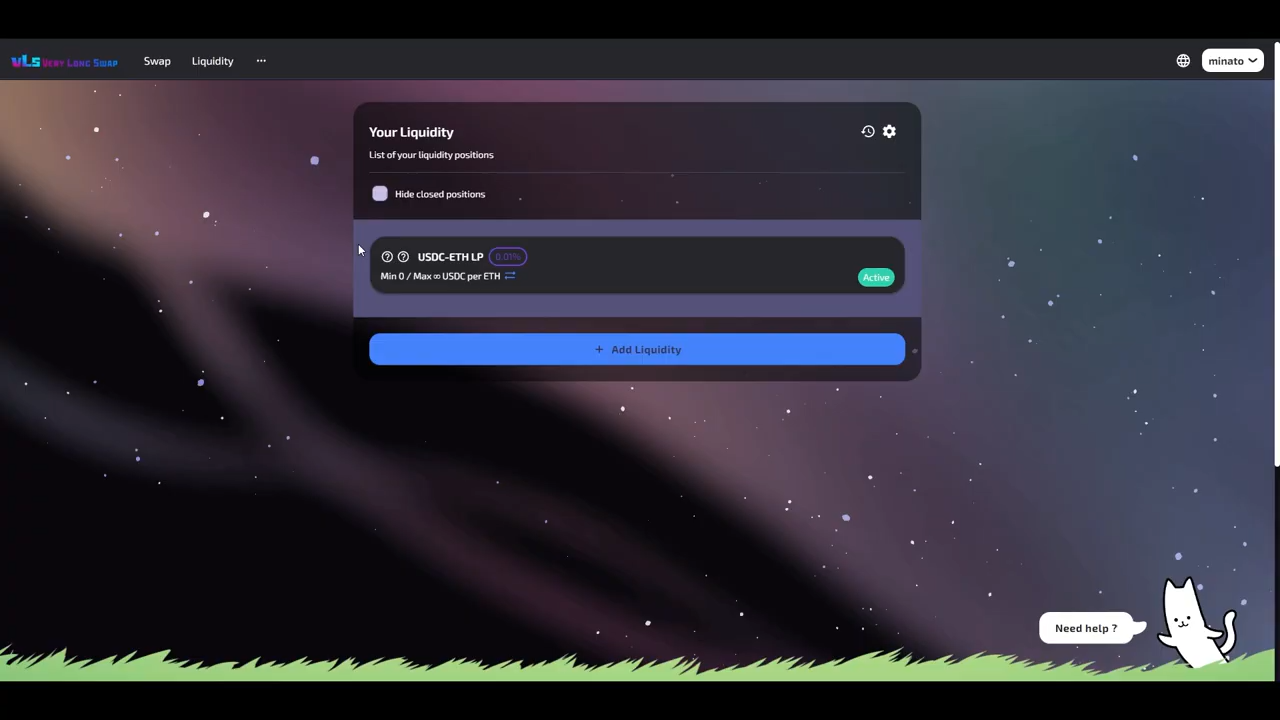 vLs Very Long Swap
Swap
Liquidity
...
minato
Your Liquidity
List of your liquidity positions
Hide closed positions
USDC-ETH LP 0.01%
Min 0 / Max ∞ USDC per ETH
Active
+ Add Liquidity
Need help ?